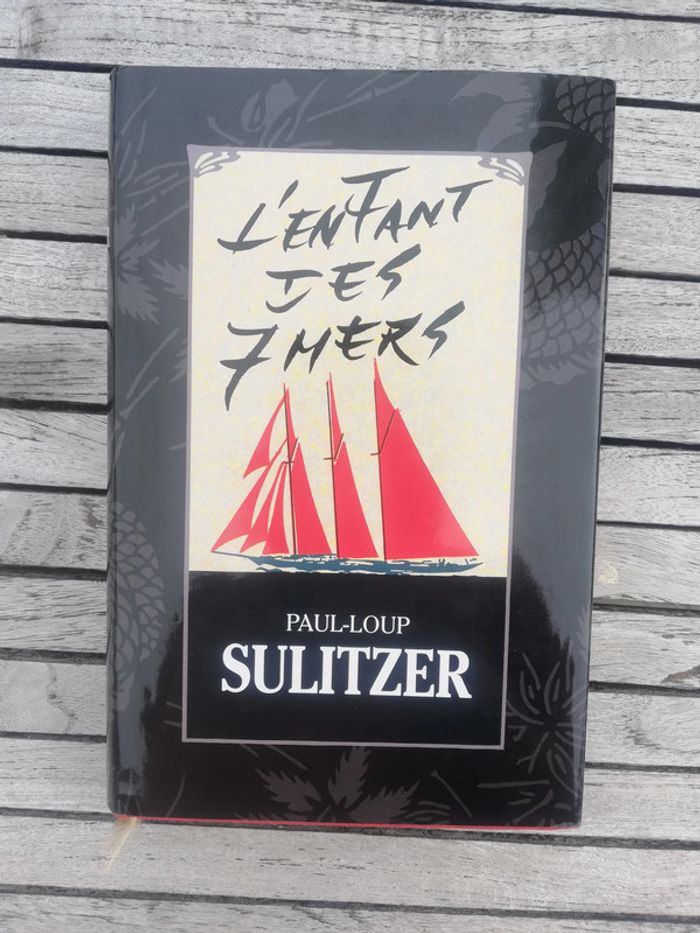 L'ENFANT
DES
7 MERS
PAUL-LOUP
SULITZER